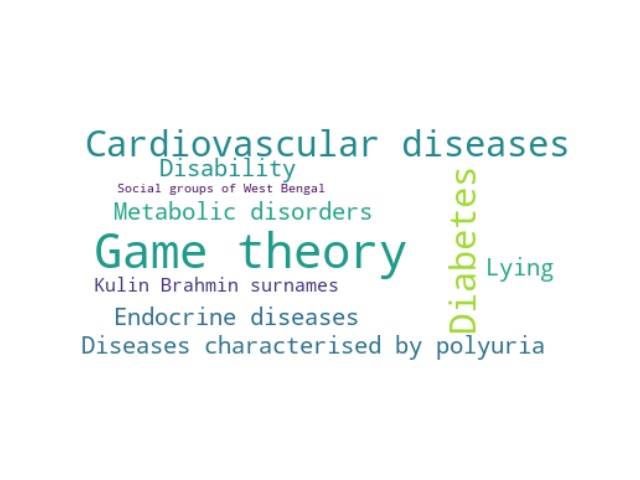 Cardiovascular diseases
Disability
Social groups of West Bengal
Metabolic disorders
Diabetes
Game theory
Lying
Kulin Brahmin surnames
Endocrine diseases
Diseases characterised by polyuria